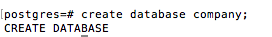 postgres=# create database company;
CREATE DATABASE